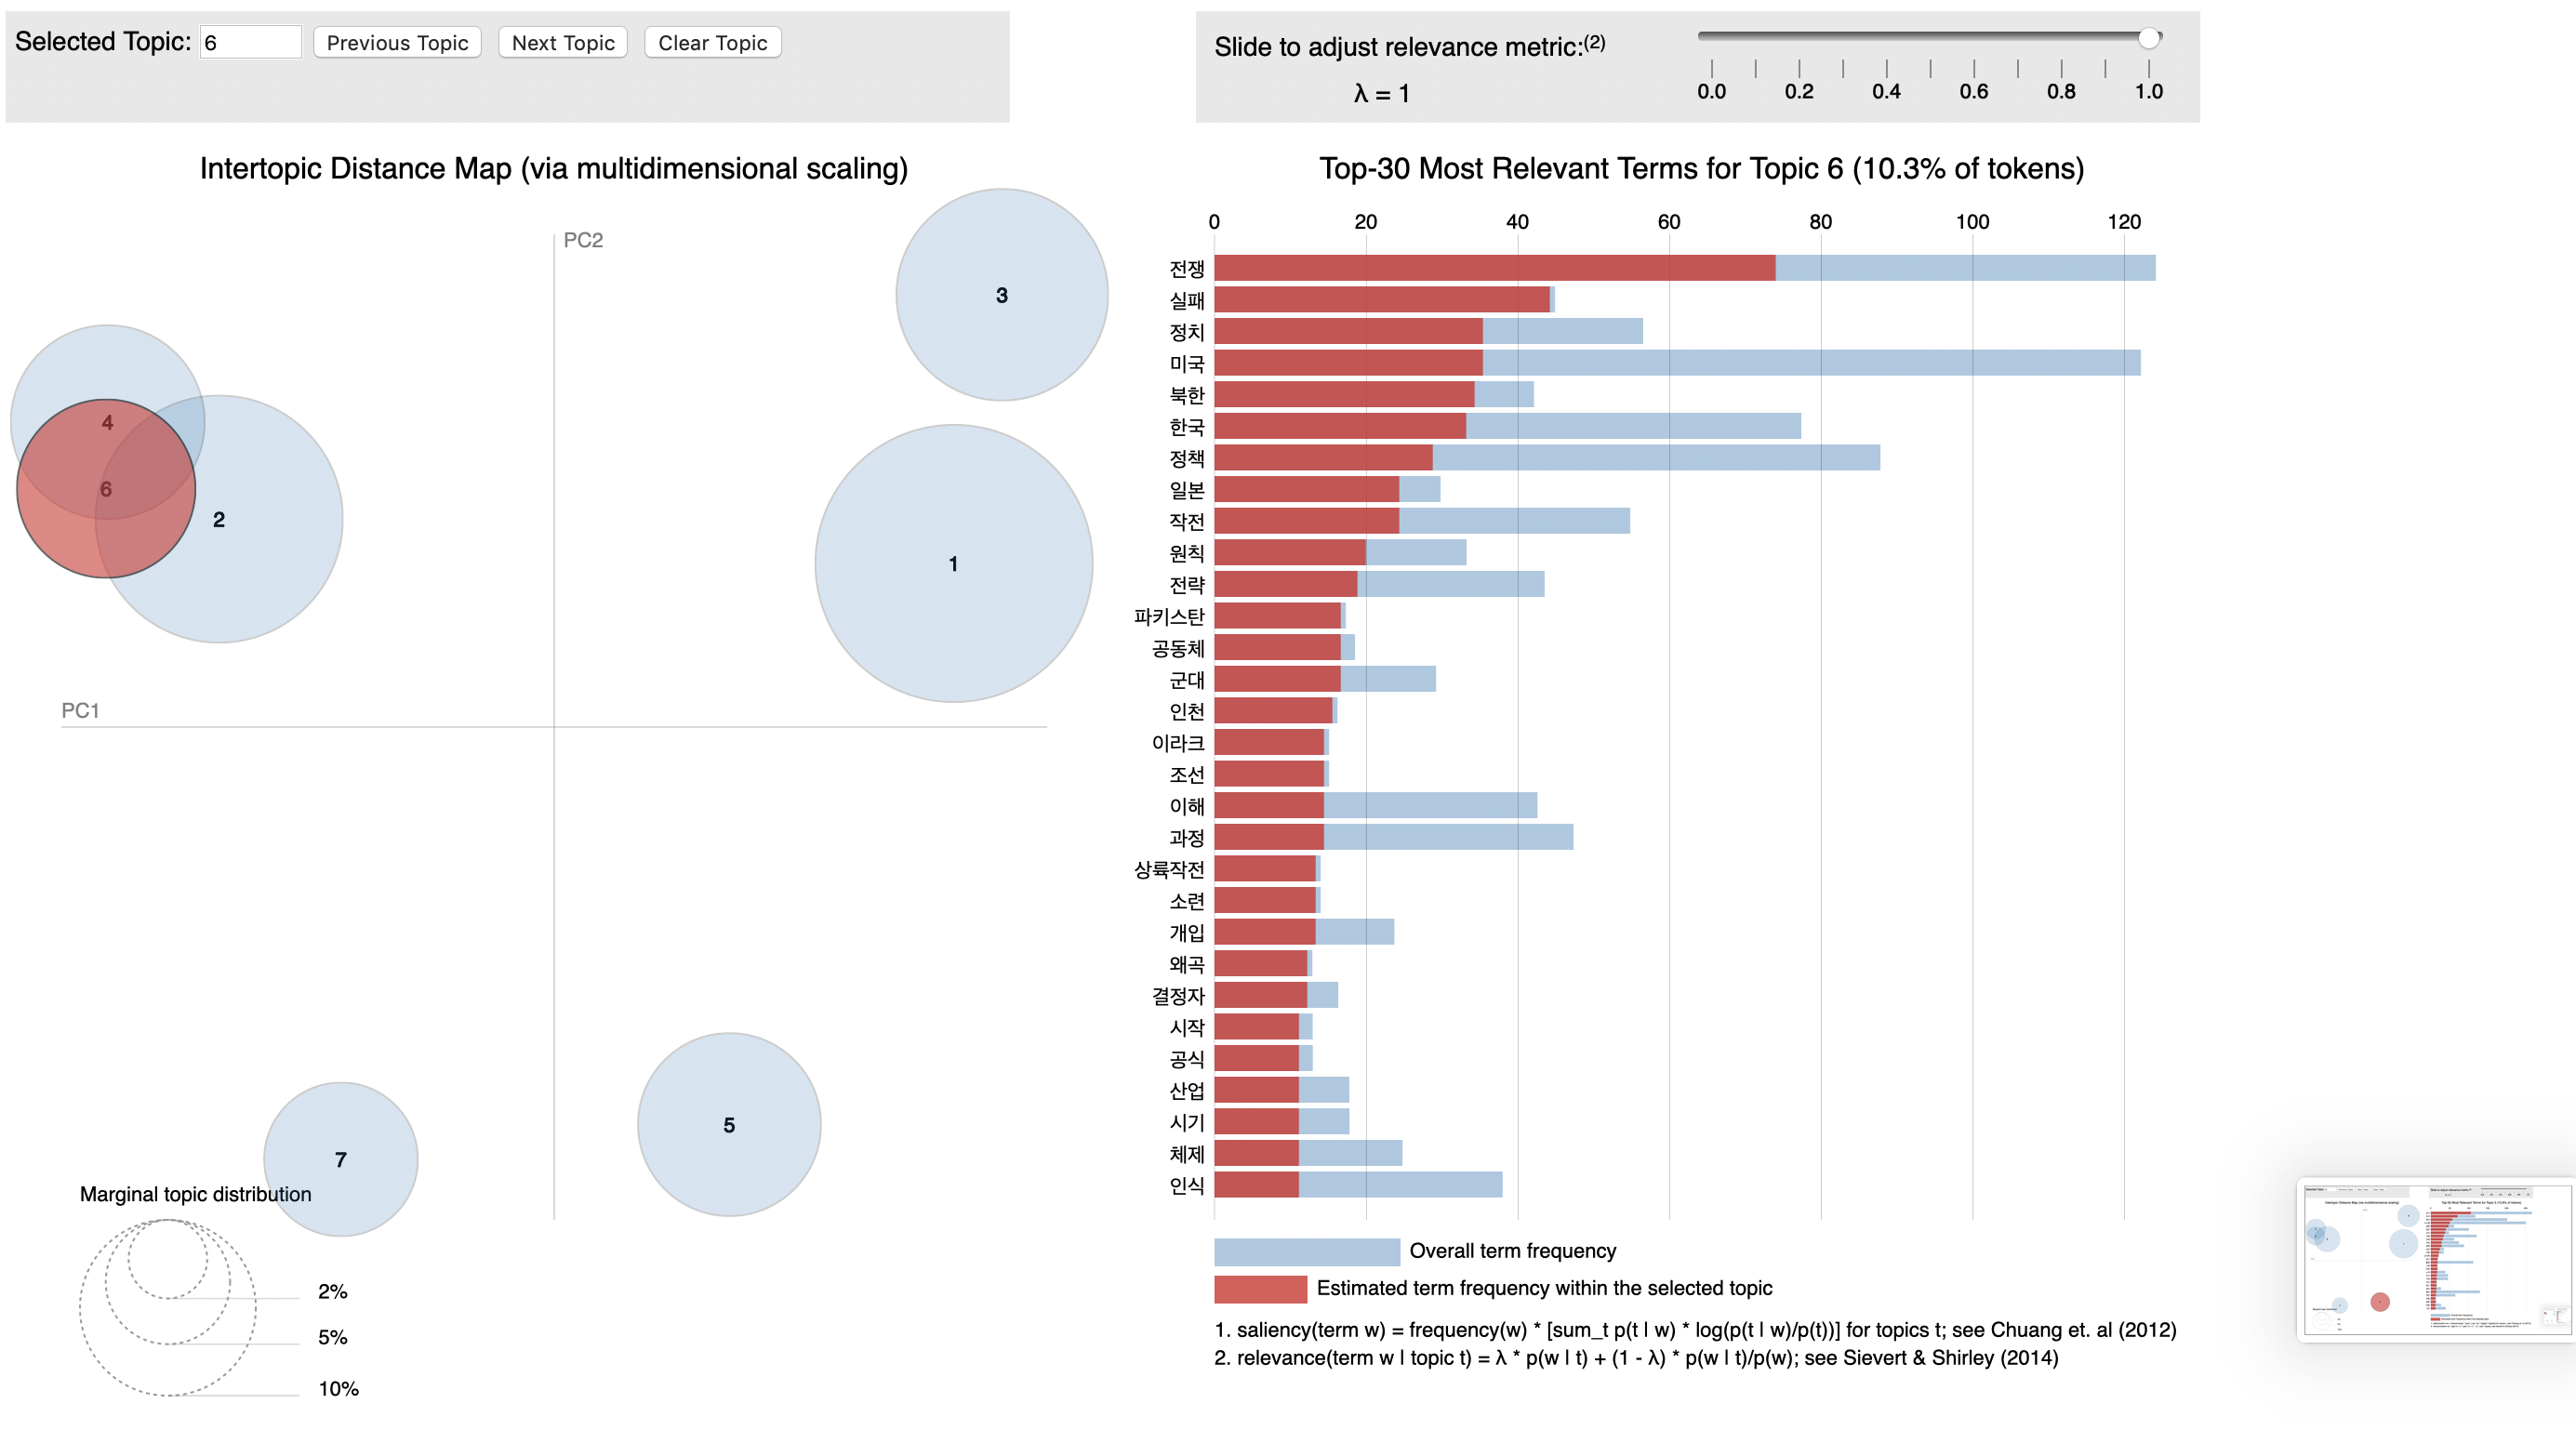 Selected Topic: 6 Previous Topic Next Topic Clear Topic
Slide to adjust relevance metric:(2)
λ = 1
0.0 0.2 0.4 0.6 0.8 1.0
Intertopic Distance Map (via multidimensional scaling)
PC2
PC1
3
4
6
2
1
5
7
Marginal topic distribution
2%
5%
10%
Top-30 Most Relevant Terms for Topic 6 (10.3% of tokens)
0 20 40 60 80 100 120
전쟁
실패
정치
미국
북한
한국
정책
일본
작전
원칙
전략
파키스탄
공동체
군대
인천
이라크
조선
이해
과정
상륙작전
소련
개입
왜곡
결정자
시작
공식
산업
시기
체제
인식
Overall term frequency
Estimated term frequency within the selected topic
1. saliency(term w) = frequency(w) * [sum_t p(t | w) * log(p(t | w)/p(t))] for topics t; see Chuang et. al (2012)
2. relevance(term w | topic t) = λ * p(w | t) + (1 - λ) * p(w | t)/p(w); see Sievert & Shirley (2014)